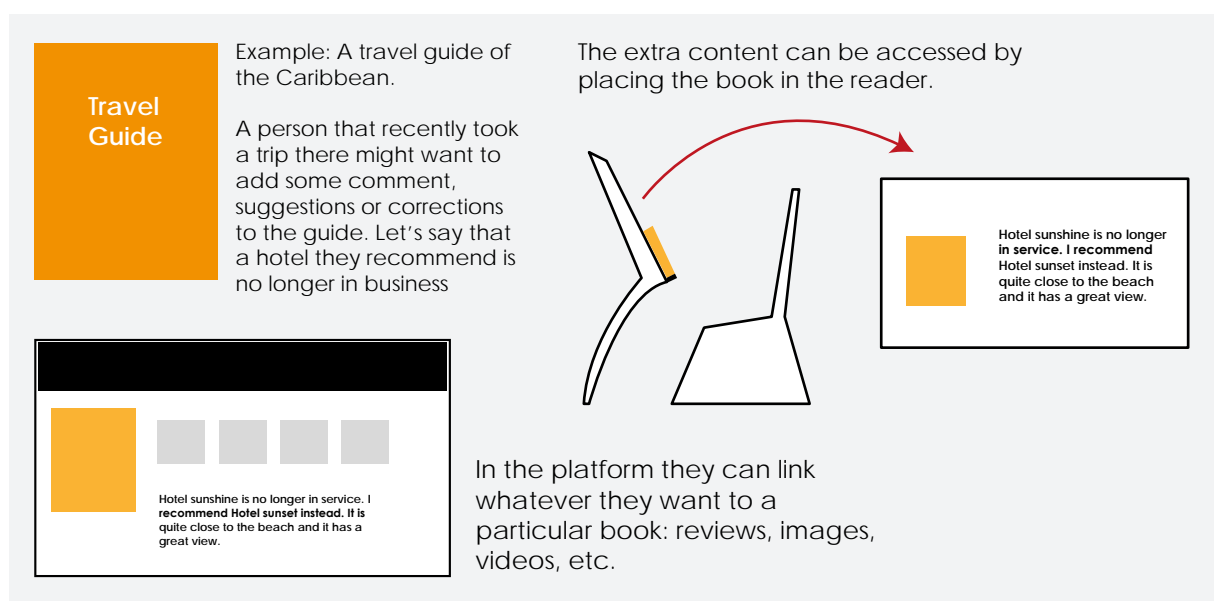 Travel
Guide
Example: A travel guide of
the Caribbean.
A person that recently took
a trip there might want to
add some comment,
suggestions or corrections
to the guide. Let's say that
a hotel they recommend is
no longer in business
The extra content can be accessed by
placing the book in the reader.
Hotel sunshine is no longer
in service. I recommend
Hotel sunset instead. It is
quite close to the beach
and it has a great view.
Hotel sunshine is no longer in service. I
recommend Hotel sunset instead. It is
quite close to the beach and it has a
great view.
In the platform they can link
whatever they want to a
particular book: reviews, images,
videos, etc.